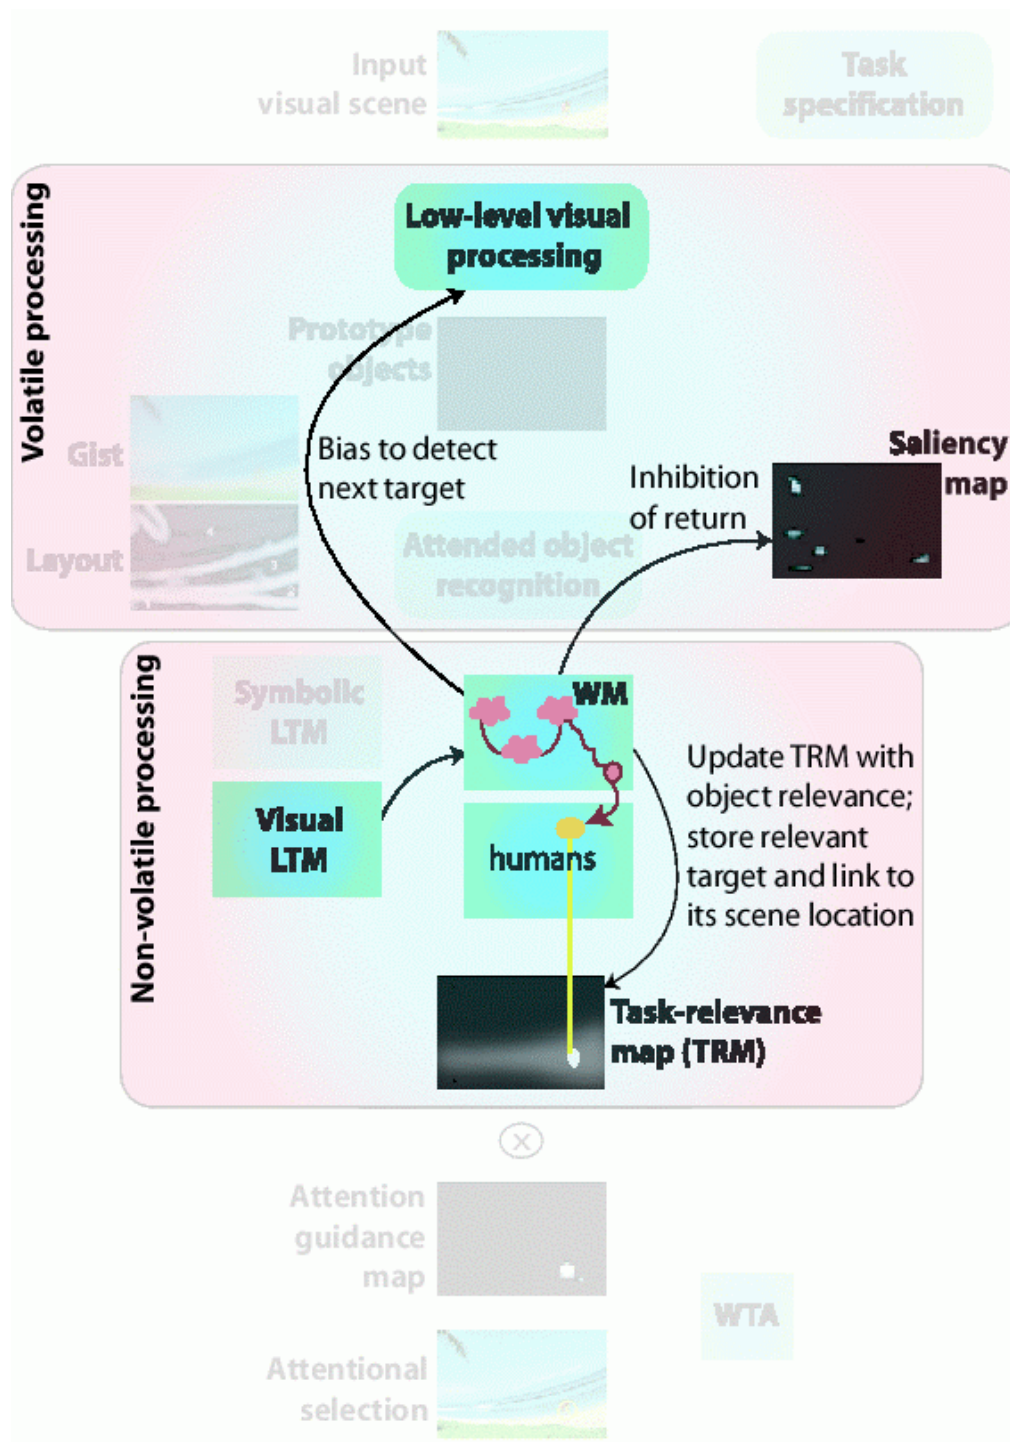 Input
visual scene
Task
specification
Volatile processing
Low-level visual
processing
Prototype
objects
Gist
Bias to detect
next target
Saliency
map
Inhibition
of return
Layout
Attended object
recognition
Non-volatile processing
Symbolic
LTM
WM
Visual
LTM
humans
Update TRM with
object relevance;
store relevant
target and link to
its scene location
Task-relevance
map (TRM)
Attention
guidance
map
WTA
Attentional
selection